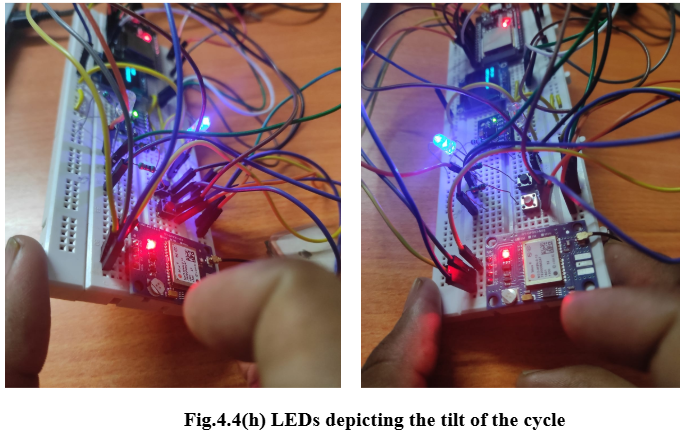 Fig.4.4(h) LEDs depicting the tilt of the cycle